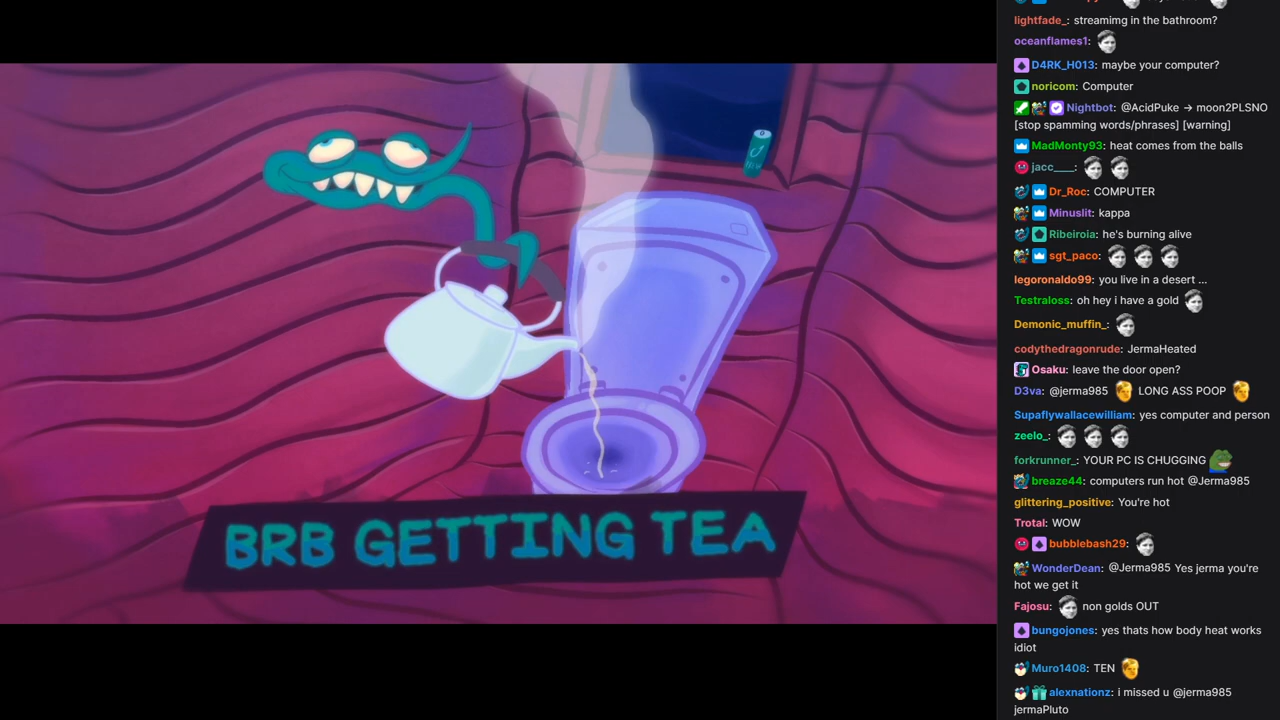 BRB GETTING TEA
lightfade_: streamimg in the bathroom?
oceanflames1:
D4RK_H013: maybe your computer?
noricom: Computer
Nightbot: @AcidPuke → moon2PLSNO
[stop spamming words/phrases] [warning]
MadMonty93: heat comes from the balls
jacc____:
Dr_Roc: COMPUTER
Minuslit: kappa
Ribeiroia: he's burning alive
sgt_paco:
legoronaldo99: you live in a desert ...
Testraloss: oh hey i have a gold
Demonic_muffin_:
codythedragonrude: JermaHeated
Osaku: leave the door open?
D3va: @jerma985 LONG ASS POOP
Supaflywallacewilliam: yes computer and person
zeelo_:
forkrunner_: YOUR PC IS CHUGGING
breaze44: computers run hot @Jerma985
glittering_positive: You're hot
Trotal: WOW
bubblebash29:
WonderDean: @Jerma985 Yes jerma you're
hot we get it
Fajosu: non golds OUT
bungojones: yes thats how body heat works
idiot
Muro1408: TEN
alexnationz: i missed u @jerma985
jermaPluto